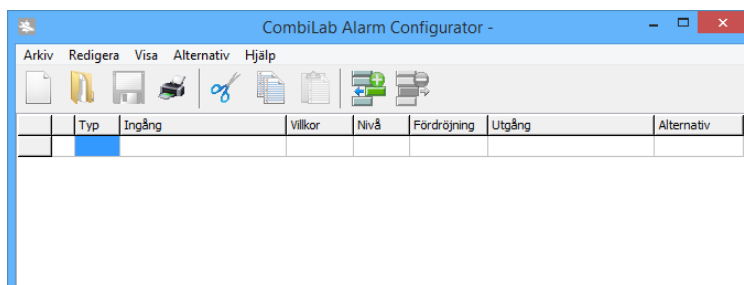 CombiLab Alarm Configurator -
Arkiv Redigera Visa Alternativ Hjälp
Typ Ingång Villkor Nivå Fördröjning Utgång Alternativ